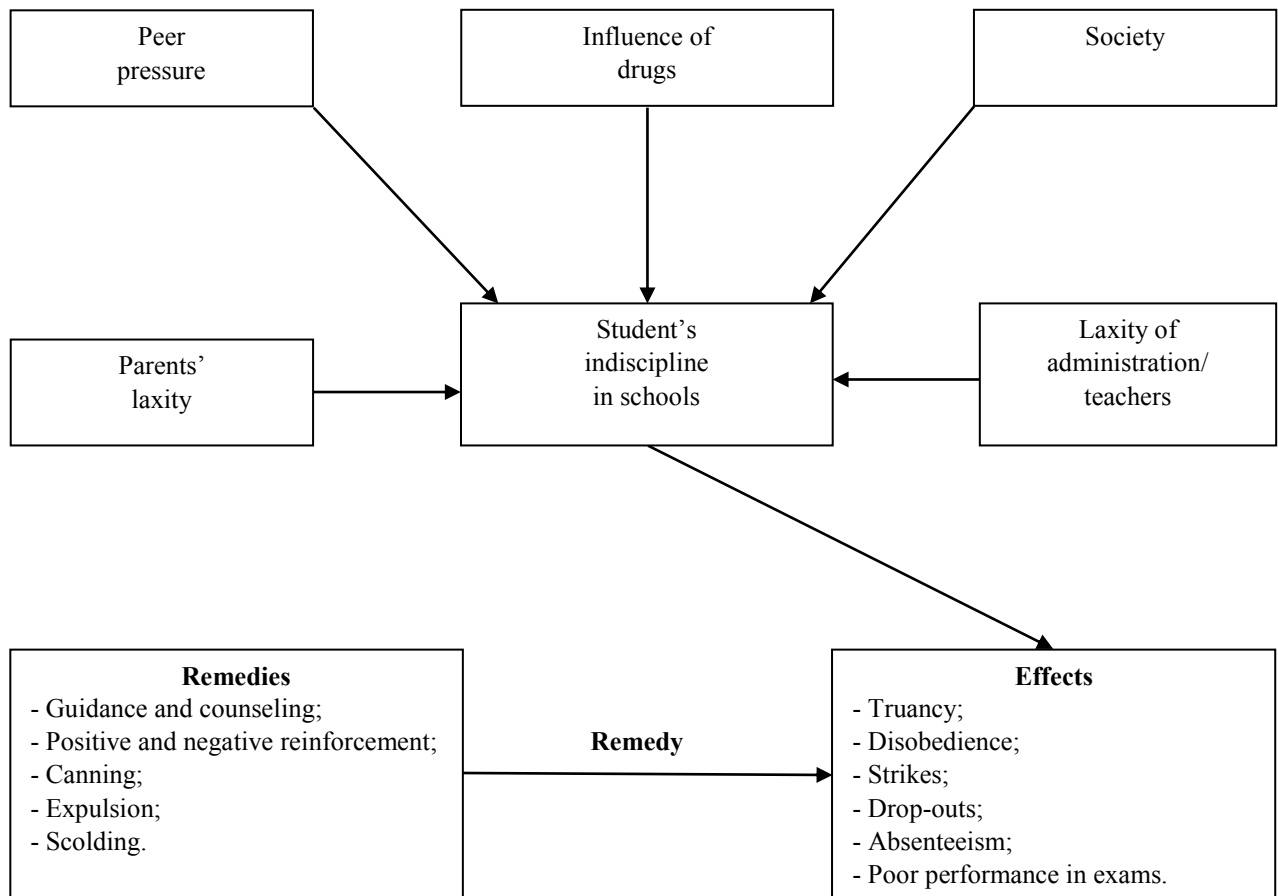 Peer
pressure
Influence of
drugs
Society
Parents’
laxity
Student’s
indiscipline
in schools
Laxity of
administration/
teachers
Remedies
- Guidance and counseling;
- Positive and negative reinforcement;
- Canning;
- Expulsion;
- Scolding.
Remedy
Effects
- Truancy;
- Disobedience;
- Strikes;
- Drop-outs;
- Absenteeism;
- Poor performance in exams.